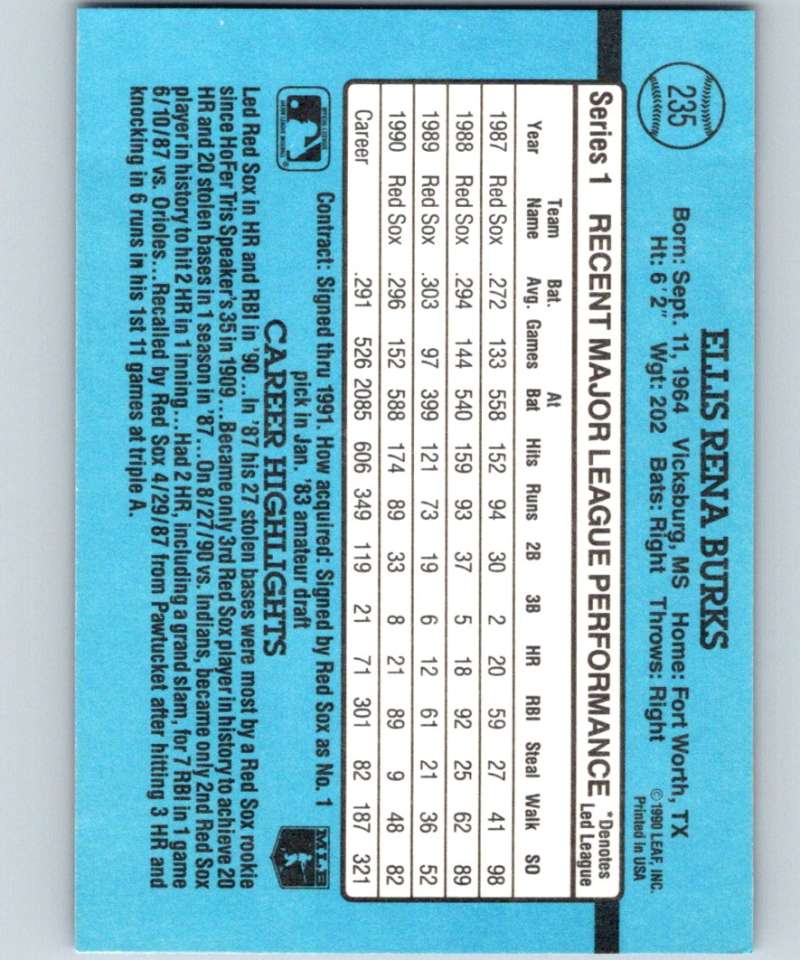 235
ELLIS RENA BURKS
Born: Sept. 11, 1964 Vicksburg, MS Home: Fort Worth, TX
Ht: 6'2" Wgt: 202 Bats: Right Throws: Right
©1990 LEAF, INC.
Printed in USA
Series 1 RECENT MAJOR LEAGUE PERFORMANCE *Denotes Led League
Year Team Name Bat. Avg. Games At Bat Hits Runs 2B 3B HR RBI Steal Walk SO
1987 Red Sox .272 133 558 152 94 30 2 20 59 27 41 98
1988 Red Sox .294 144 540 159 93 37 5 18 92 25 62 89
1989 Red Sox .303 97 399 121 73 19 6 12 61 21 36 52
1990 Red Sox .296 152 588 174 89 33 8 21 89 9 48 82
Career .291 526 2085 606 349 119 21 71 301 82 187 321
Contract: Signed thru 1991. How acquired: Signed by Red Sox as No. 1
pick in Jan. '83 amateur draft
MLB
CAREER HIGHLIGHTS
Led Red Sox in HR and RBI in '90...In '87 his 27 stolen bases were most by a Red Sox rookie
since HoFer Tris Speaker's 35 in 1909...Became only 3rd Red Sox player in history to achieve 20
HR and 20 stolen bases in 1 season in '87...On 8/27/90 vs. Indians, became only 2nd Red Sox
player in history to hit 2 HR in 1 inning...Had 2 HR, including a grand slam, for 7 RBI in 1 game
6/10/87 vs. Orioles...Recalled by Red Sox 4/29/87 from Pawtucket after hitting 3 HR and
knocking in 6 runs in his 1st 11 games at triple A.